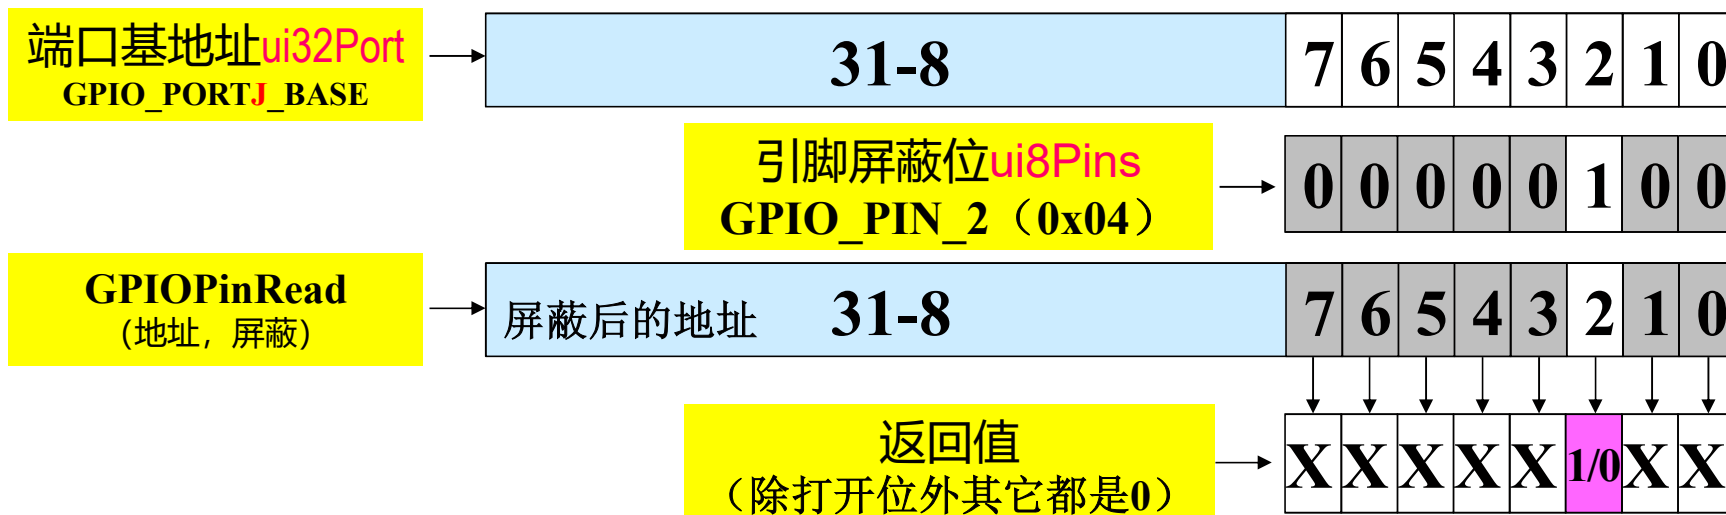 端口基地址ui32Port
GPIO_PORTJ_BASE
31-8 7 6 5 4 3 2 1 0
引脚屏蔽位ui8Pins
GPIO_PIN_2（0x04）
0 0 0 0 0 1 0 0
GPIOPinRead
(地址，屏蔽)
屏蔽后的地址 31-8 7 6 5 4 3 2 1 0
返回值
（除打开位外其它都是0）
X X X X X 1/0 X X